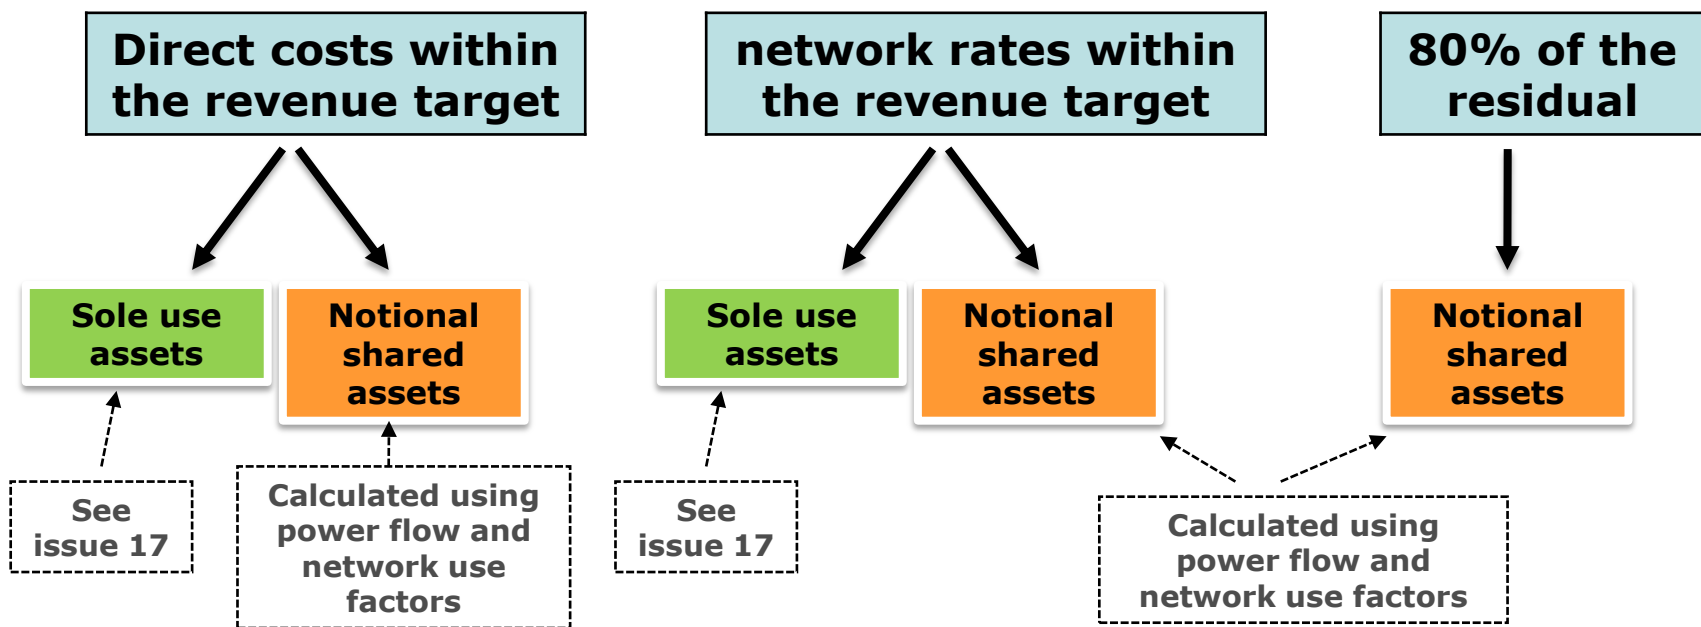 Direct costs within
the revenue target
network rates within
the revenue target
80% of the
residual
Sole use
assets
Notional
shared
assets
Sole use
assets
Notional
shared
assets
Notional
shared
assets
See
issue 17
Calculated using
power flow and
network use
factors
See
issue 17
Calculated using
power flow and
network use factors